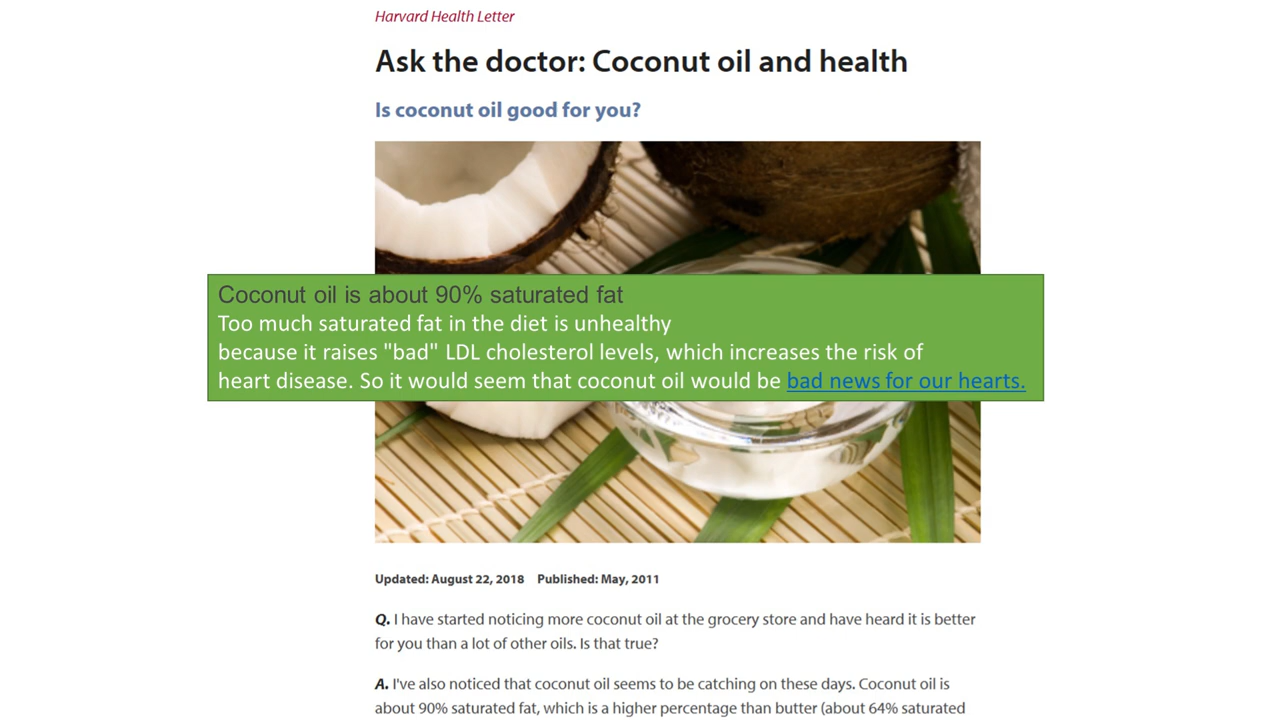 Harvard Health Letter
Ask the doctor: Coconut oil and health
Is coconut oil good for you?
Coconut oil is about 90% saturated fat
Too much saturated fat in the diet is unhealthy
because it raises "bad" LDL cholesterol levels, which increases the risk of
heart disease. So it would seem that coconut oil would be bad news for our hearts.
Updated: August 22, 2018 Published: May, 2011
Q. I have started noticing more coconut oil at the grocery store and have heard it is better
for you than a lot of other oils. Is that true?
A. I've also noticed that coconut oil seems to be catching on these days. Coconut oil is
about 90% saturated fat, which is a higher percentage than butter (about 64% saturated